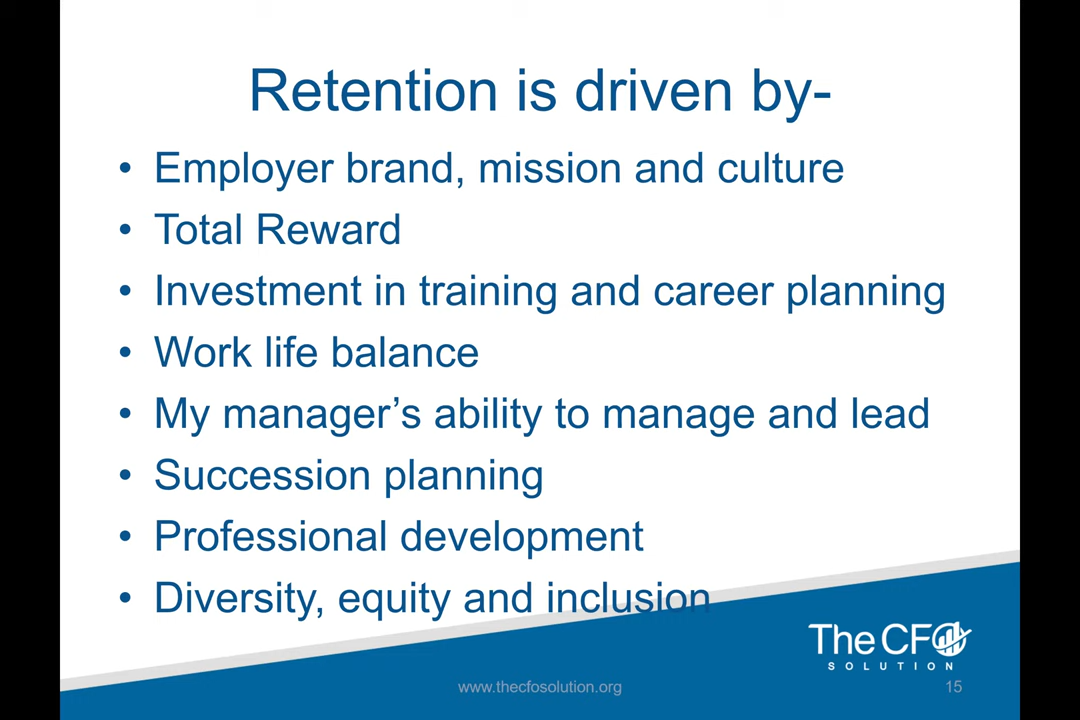 Retention is driven by-
• Employer brand, mission and culture
• Total Reward
• Investment in training and career planning
• Work life balance
• My manager’s ability to manage and lead
• Succession planning
• Professional development
• Diversity, equity and inclusion
The CFO
SOLUTION
www.thecfosolution.org
15